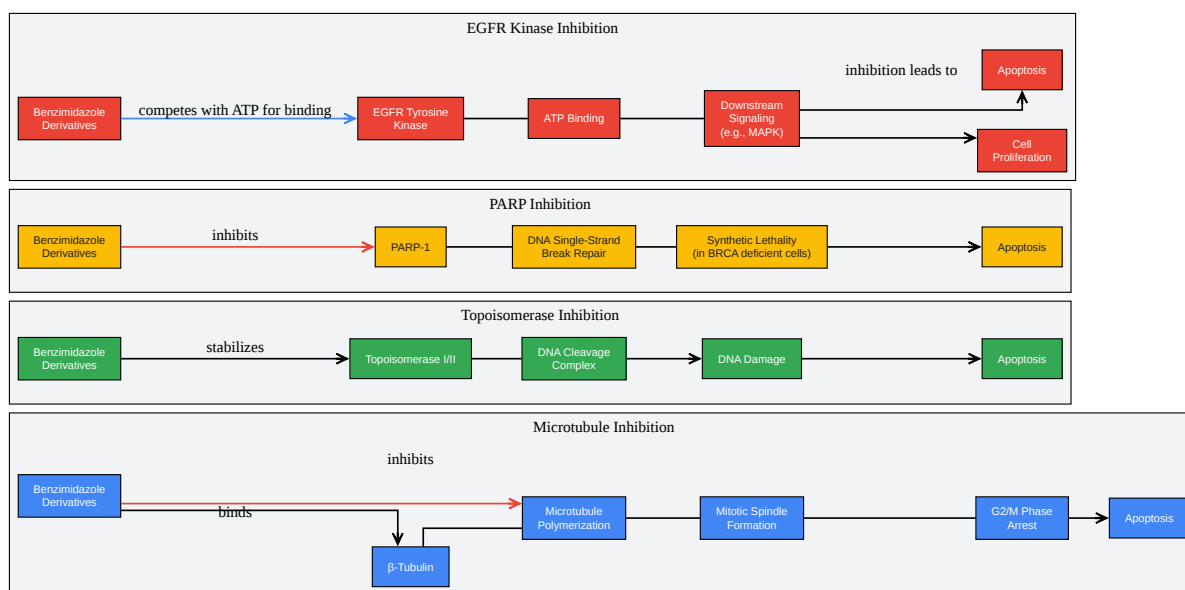 EGFR Kinase Inhibition
inhibition leads to
Apoptosis
Benzimidazole
Derivatives
competes with ATP for binding
EGFR Tyrosine
Kinase
ATP Binding
Downstream
Signaling
(e.g., MAPK)
Cell
Proliferation
PARP Inhibition
Benzimidazole
Derivatives
inhibits
PARP-1
DNA Single-Strand
Break Repair
Synthetic Lethality
(in BRCA deficient cells)
Apoptosis
Topoisomerase Inhibition
Benzimidazole
Derivatives
stabilizes
Topoisomerase I/II
DNA Cleavage
Complex
DNA Damage
Apoptosis
Microtubule Inhibition
inhibits
Benzimidazole
Derivatives
binds
β-Tubulin
Microtubule
Polymerization
Mitotic Spindle
Formation
G2/M Phase
Arrest
Apoptosis